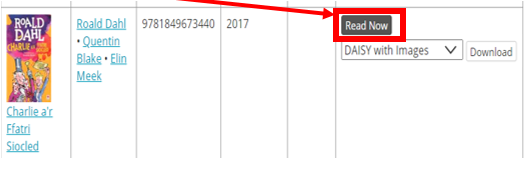 ROALD
DAHL
CHARLIE a'r
Charlie a'r
Ffatri
Siocled
Roald Dahl
• Quentin
Blake • Elin
Meek
9781849673440
2017
Read Now
DAISY with Images
Download